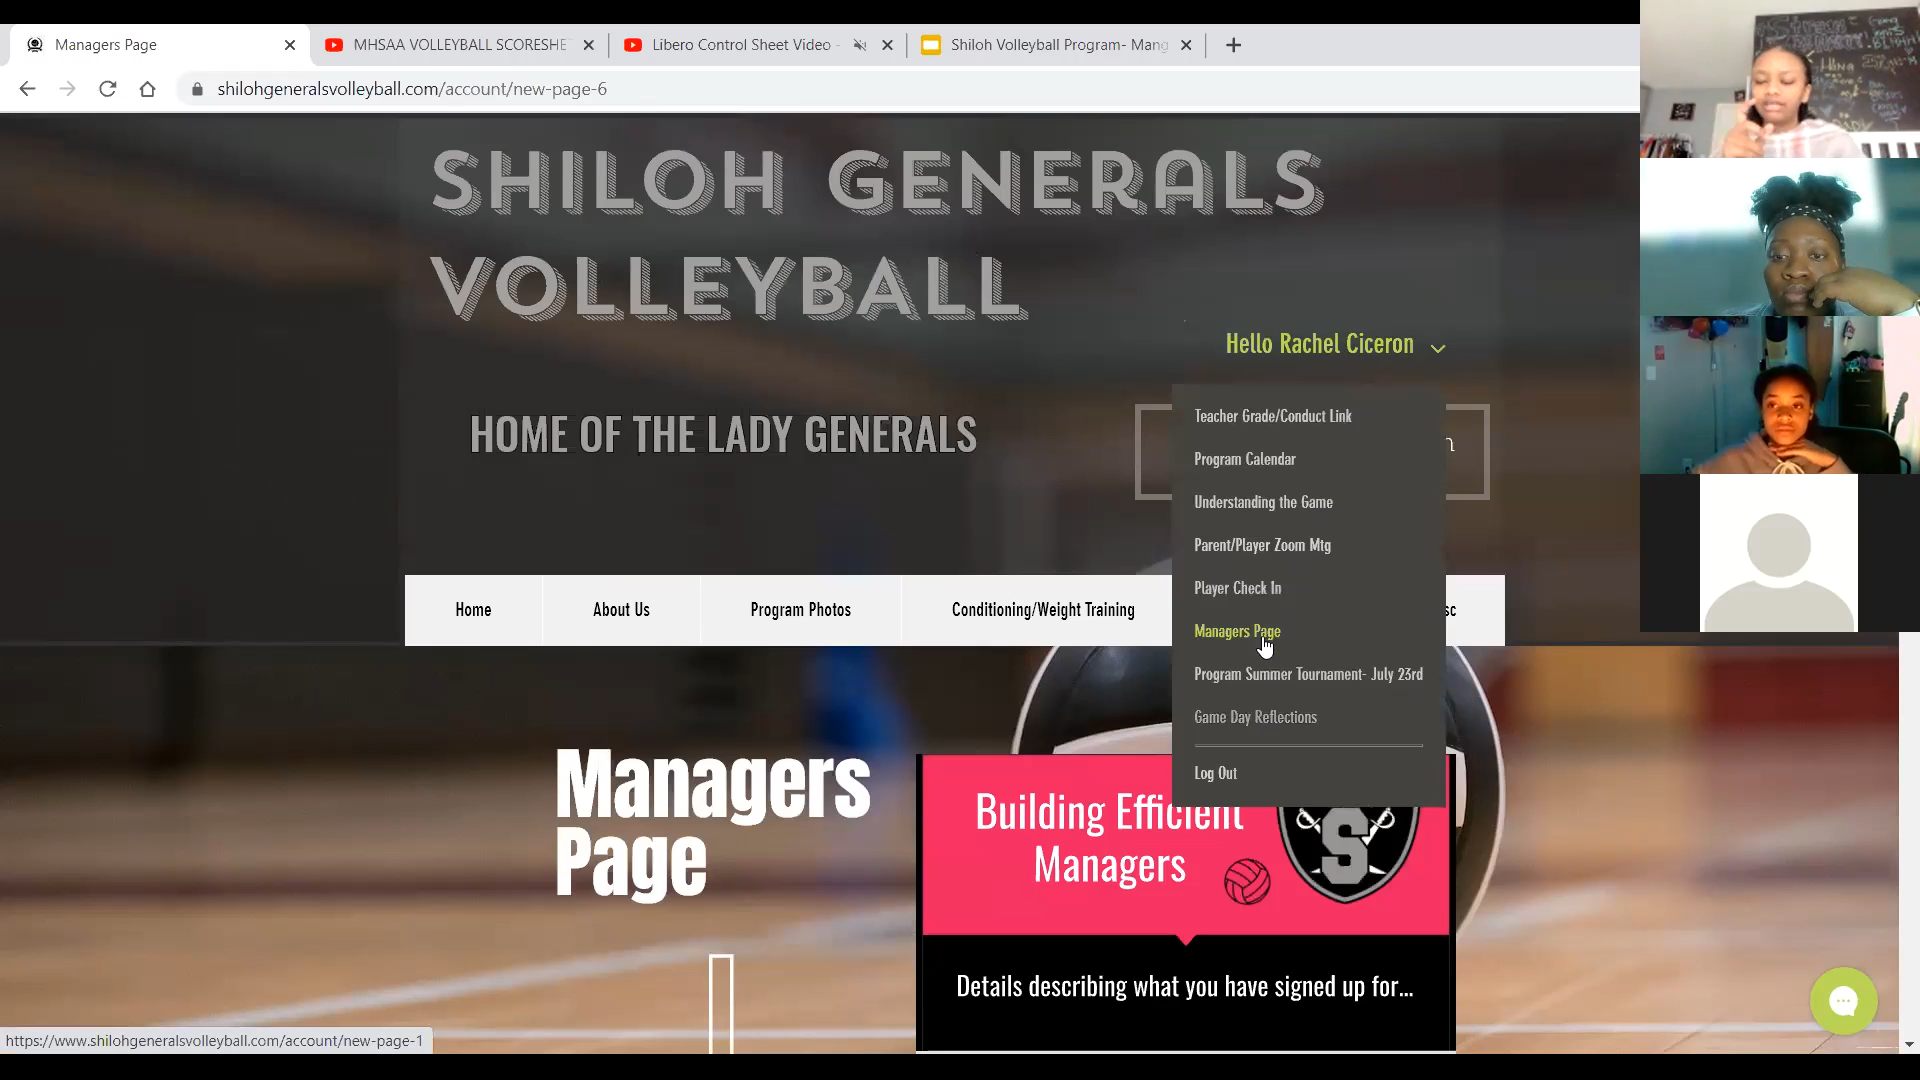 Managers Page
MHSAA VOLLEYBALL SCORESHE
Libero Control Sheet Video -
Shiloh Volleyball Program- Mang
shilohgeneralsvolleyball.com/account/new-page-6
SHILOH GENERALS
VOLLEYBALL
Hello Rachel Ciceron
HOME OF THE LADY GENERALS
Teacher Grade/Conduct Link
Program Calendar
Understanding the Game
Parent/Player Zoom Mtg
Player Check In
Managers Page
Program Summer Tournament- July 23rd
Game Day Reflections
Log Out
n
Home
About Us
Program Photos
Conditioning/Weight Training
sc
Managers
Page
Building Efficient
Managers
S
Details describing what you have signed up for...
https://www.shilohgeneralsvolleyball.com/account/new-page-1